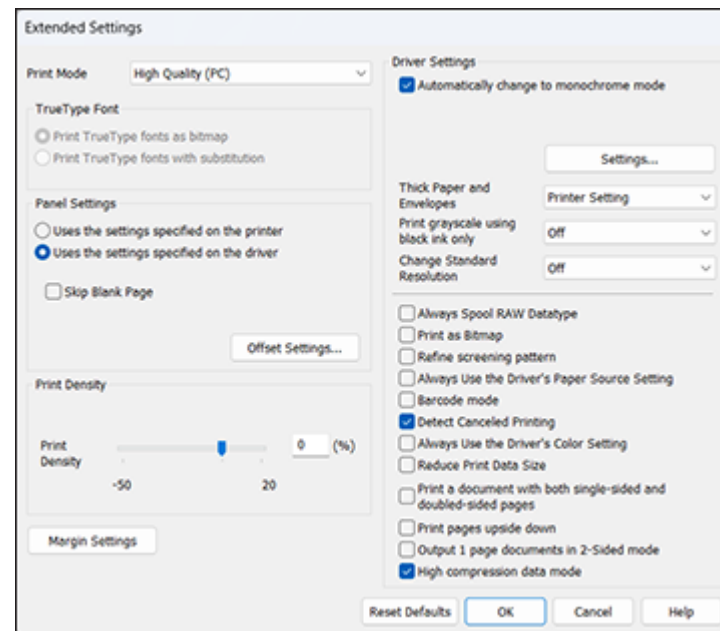 Extended Settings
Print Mode
High Quality (PC)
TrueType Font
Print TrueType fonts as bitmap
Print TrueType fonts with substitution
Panel Settings
Uses the settings specified on the printer
Uses the settings specified on the driver
Skip Blank Page
Offset Settings...
Print Density
Print
Density
0 (%)
-50 20
Margin Settings
Driver Settings
Automatically change to monochrome mode
Settings...
Thick Paper and
Envelopes
Printer Setting
Print grayscale using
black ink only
Off
Change Standard
Resolution
Off
Always Spool RAW Datatype
Print as Bitmap
Refine screening pattern
Always Use the Driver's Paper Source Setting
Barcode mode
Detect Canceled Printing
Always Use the Driver's Color Setting
Reduce Print Data Size
Print a document with both single-sided and
doubled-sided pages
Print pages upside down
Output 1 page documents in 2-Sided mode
High compression data mode
Reset Defaults OK Cancel Help